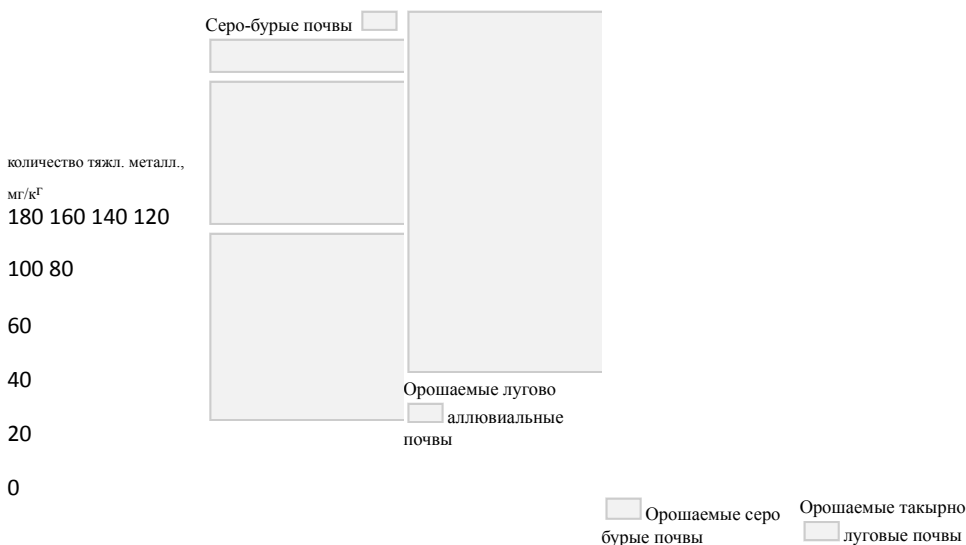 Серо-бурые почвы
количество тяжл. металл.,
мг/кг
180 160 140 120
100 80
60
40
20
0
Орошаемые лугово
аллювиальные
почвы
Орошаемые серо
бурые почвы
Орошаемые такырно
луговые почвы